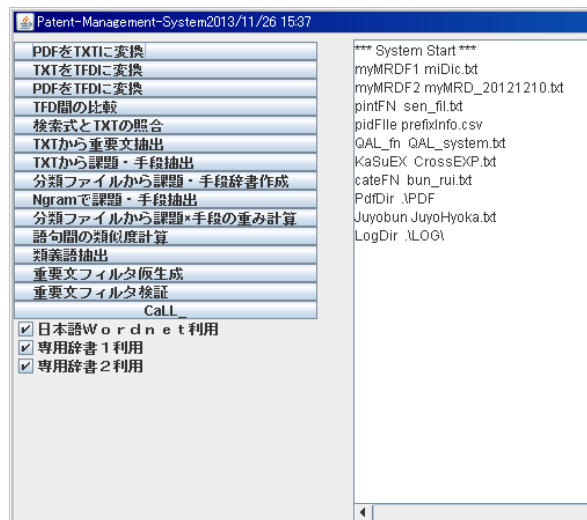 Patent-Management-System2013/11/26 15:37
PDFをTXTに変換
TXTをTFDに変換
PDFをTFDに変換
TFD間の比較
検索式とTXTの照合
TXTから重要文抽出
TXTから課題・手段抽出
分類ファイルから課題・手段辞書作成
Ngramで課題・手段抽出
分類ファイルから課題*手段の重み計算
語句間の類似度計算
類義語抽出
重要文フィルタ仮生成
重要文フィルタ検証
CaLL_
日本語Ｗｏｒｄｎｅｔ利用
専用辞書１利用
専用辞書２利用
*** System Start ***
myMRDF1 miDic.txt
myMRDF2 myMRD_20121210.txt
pintFN sen_fil.txt
pidFIle prefixInfo.csv
QAL_fn QAL_system.txt
KaSuEX CrossEXP.txt
cateFN bun_rui.txt
PdfDir .\PDF
Juyobun JuyoHyoka.txt
LogDir .\LOG\